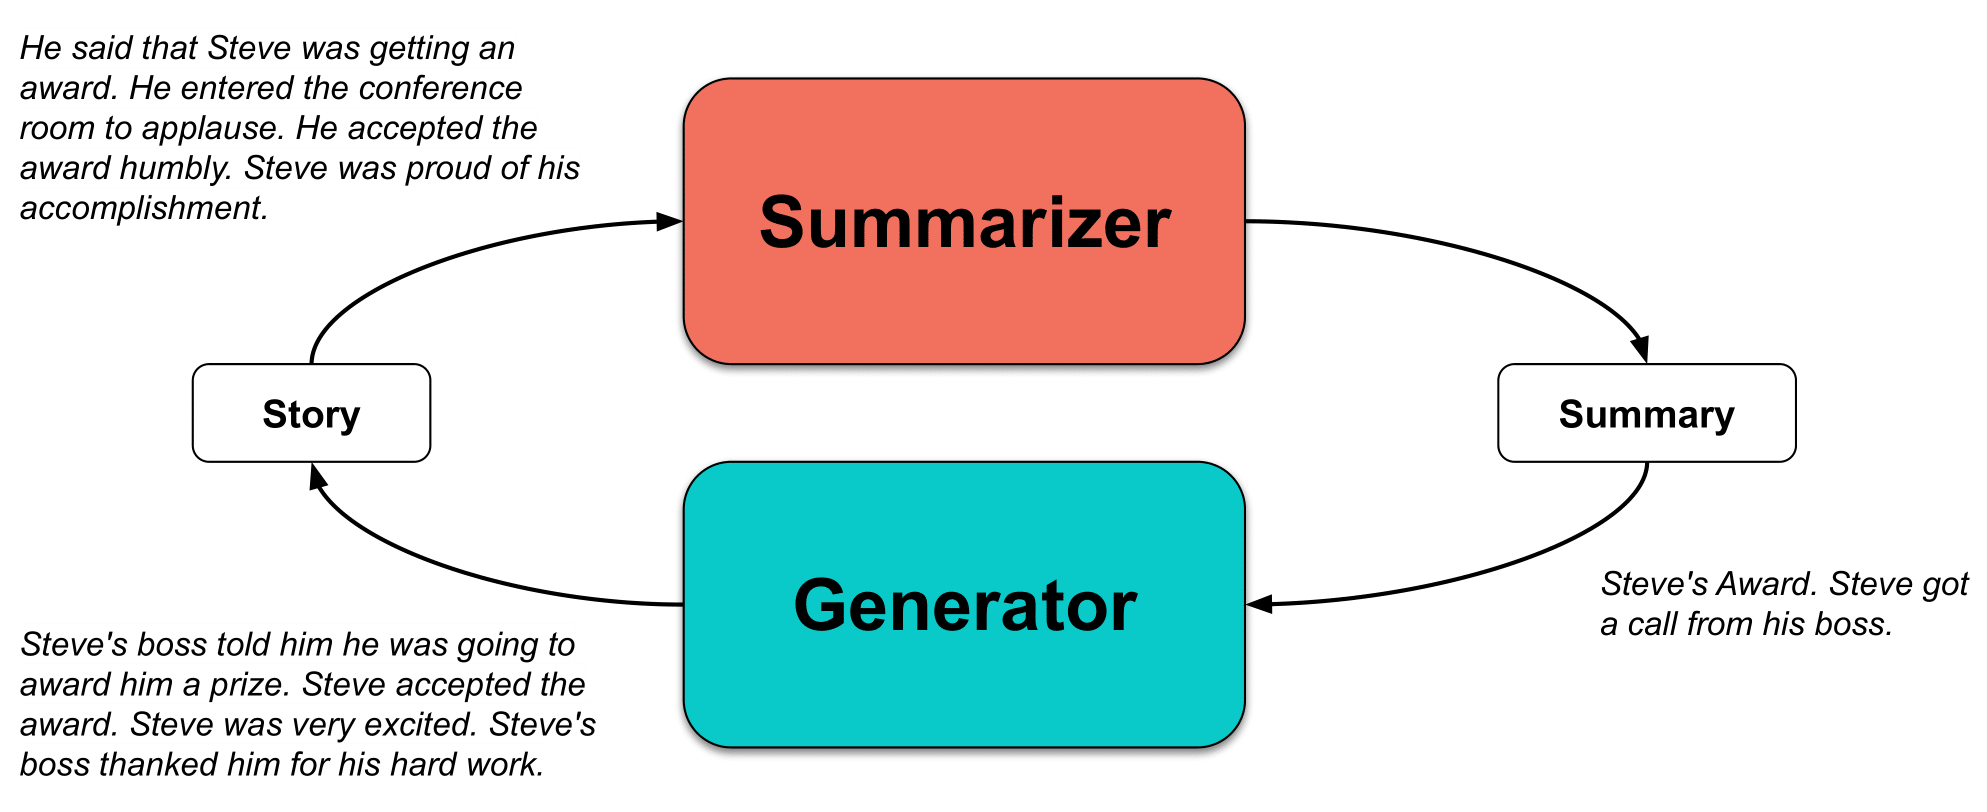 He said that Steve was getting an
award. He entered the conference
room to applause. He accepted the
award humbly. Steve was proud of his
accomplishment.
Summarizer
Story
Summary
Generator
Steve's Award. Steve got
a call from his boss.
Steve's boss told him he was going to
award him a prize. Steve accepted the
award. Steve was very excited. Steve's
boss thanked him for his hard work.